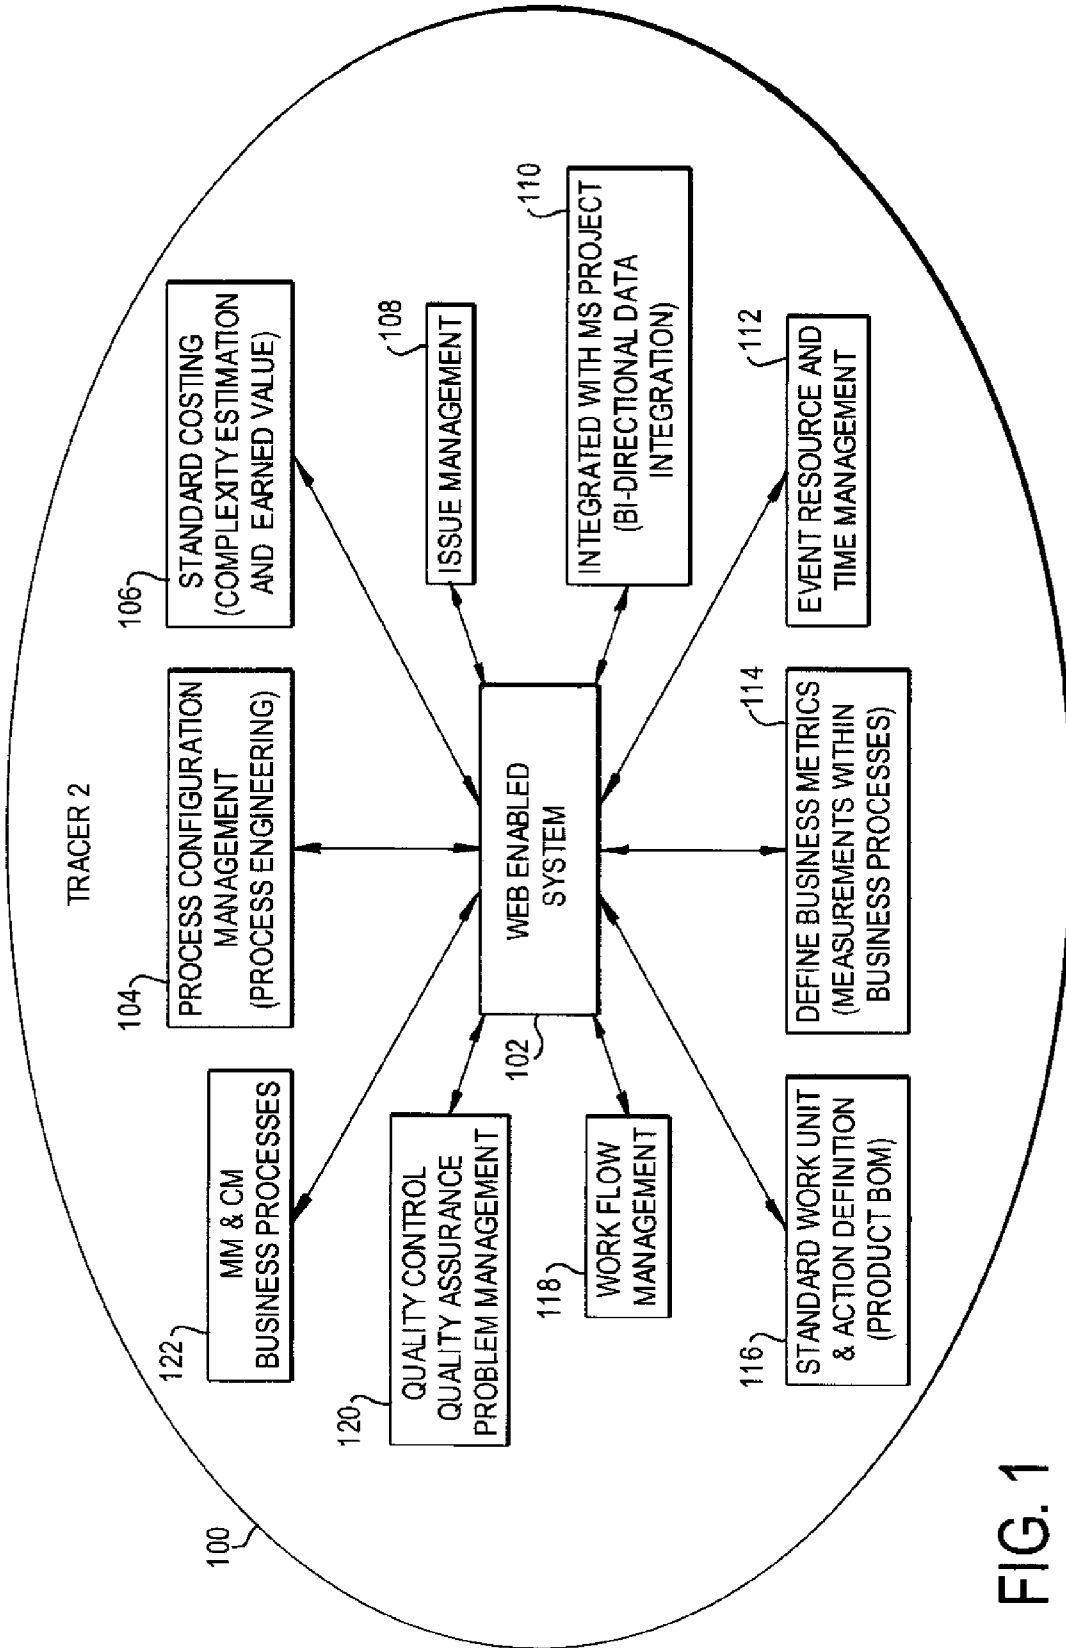 TRACER 2
100
122
MM & CM
BUSINESS PROCESSES
104
PROCESS CONFIGURATION
MANAGEMENT
(PROCESS ENGINEERING)
106
STANDARD COSTING
(COMPLEXITY ESTIMATION
AND EARNED VALUE)
120
QUALITY CONTROL
QUALITY ASSURANCE
PROBLEM MANAGEMENT
108
ISSUE MANAGEMENT
102
WEB ENABLED
SYSTEM
118
WORK FLOW
MANAGEMENT
110
INTEGRATED WITH MS PROJECT
(BI-DIRECTIONAL DATA
INTEGRATION)
116
STANDARD WORK UNIT
& ACTION DEFINITION
(PRODUCT BOM)
114
DEFINE BUSINESS METRICS
(MEASUREMENTS WITHIN
BUSINESS PROCESSES)
112
EVENT RESOURCE AND
TIME MANAGEMENT
FIG. 1